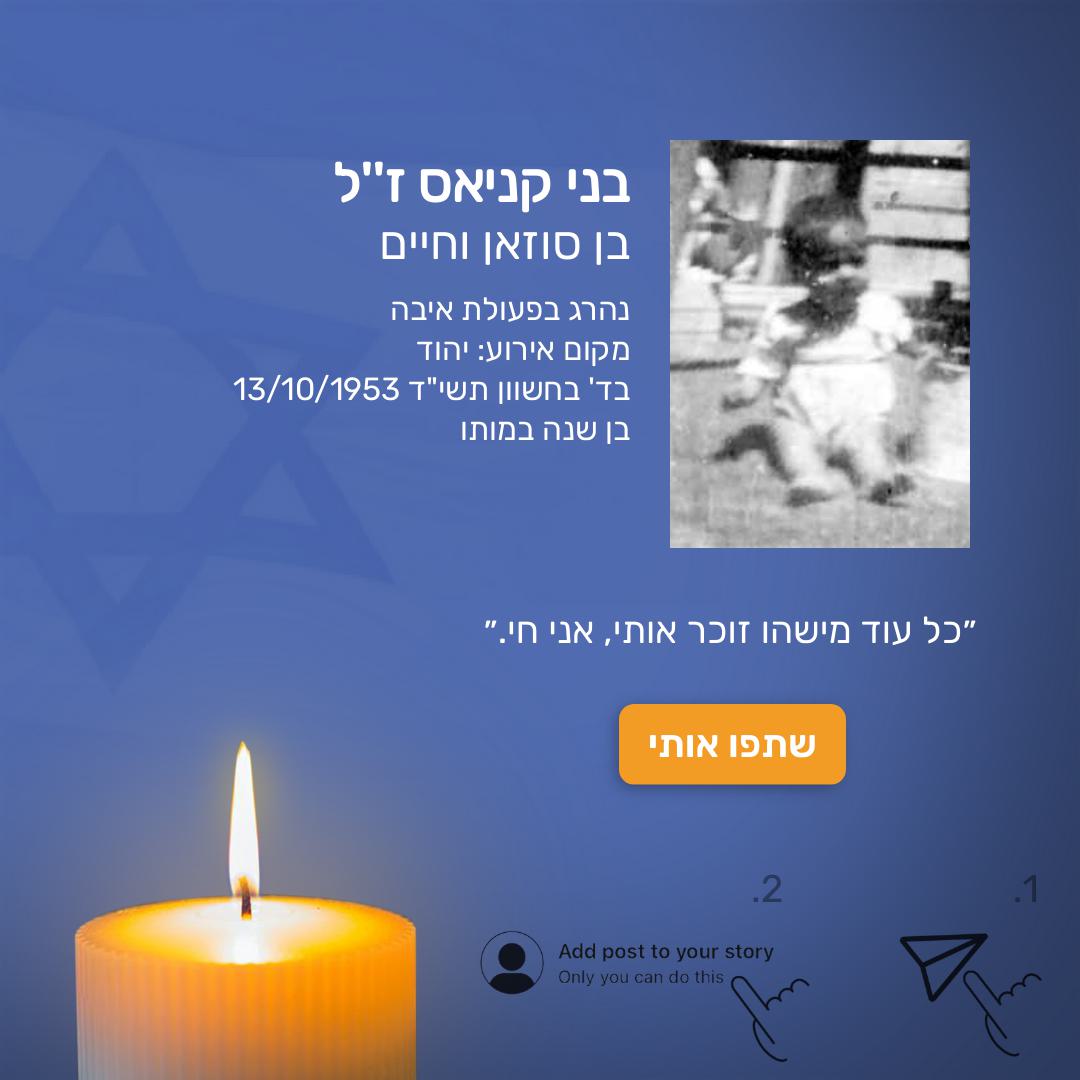 בני קניאס ז"ל
בן סוזאן וחיים
נהרג בפעולת איבה
מקום אירוע: יהוד
בד' בחשוון תשי"ד 13/10/1953
בן שנה במותו
״כל עוד מישהו זוכר אותי, אני חי.״
שתפו אותי
1.
2.
Add post to your story
Only you can do this